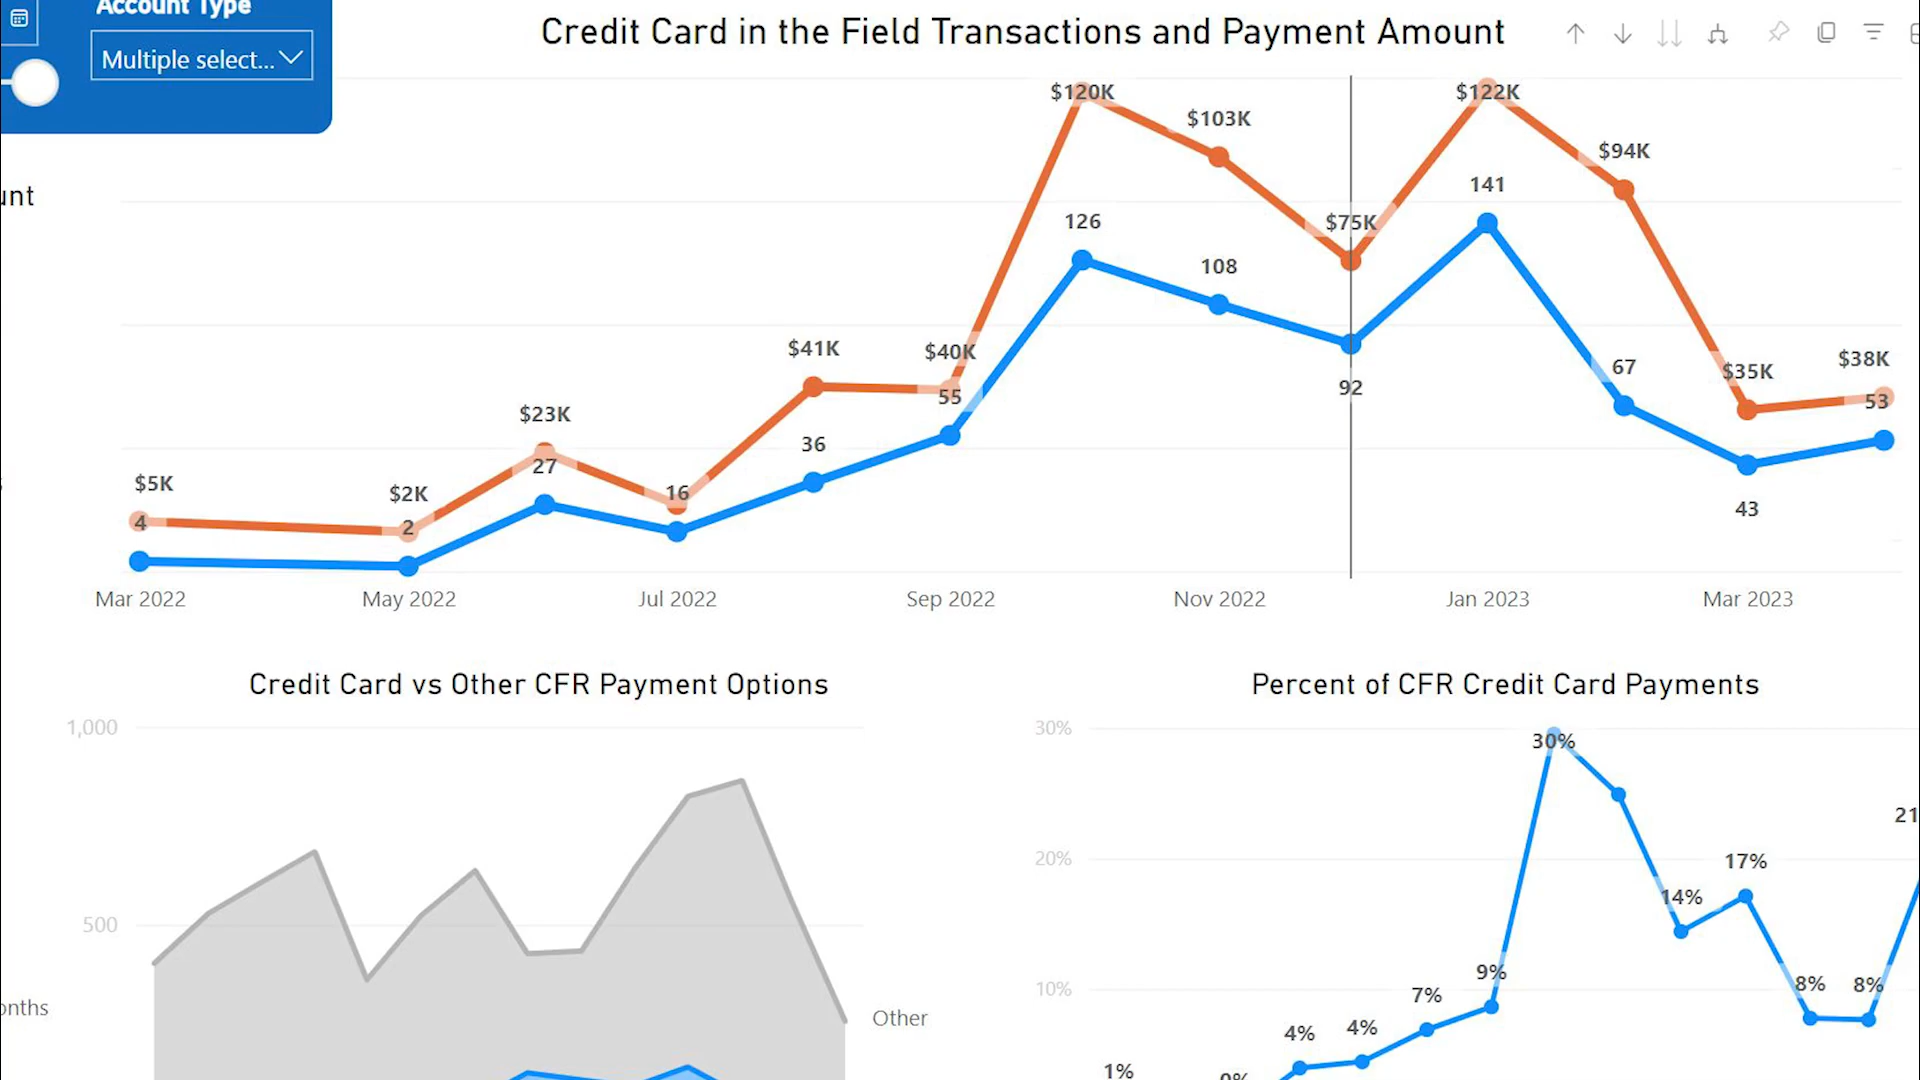 Account Type
Multiple select...
Credit Card in the Field Transactions and Payment Amount
unt
$120K
$122K
$103K
$94K
141
126
$75K
108
$41K
$40K
$38K
67
$35K
92
55
53
$23K
36
27
$5K
$2K
16
43
4
2
Mar 2022
May 2022
Jul 2022
Sep 2022
Nov 2022
Jan 2023
Mar 2023
Credit Card vs Other CFR Payment Options
1,000
500
Other
onths
Percent of CFR Credit Card Payments
30%
20%
10%
30%
21
17%
14%
9%
8%
8%
7%
4%
4%
1%
0%